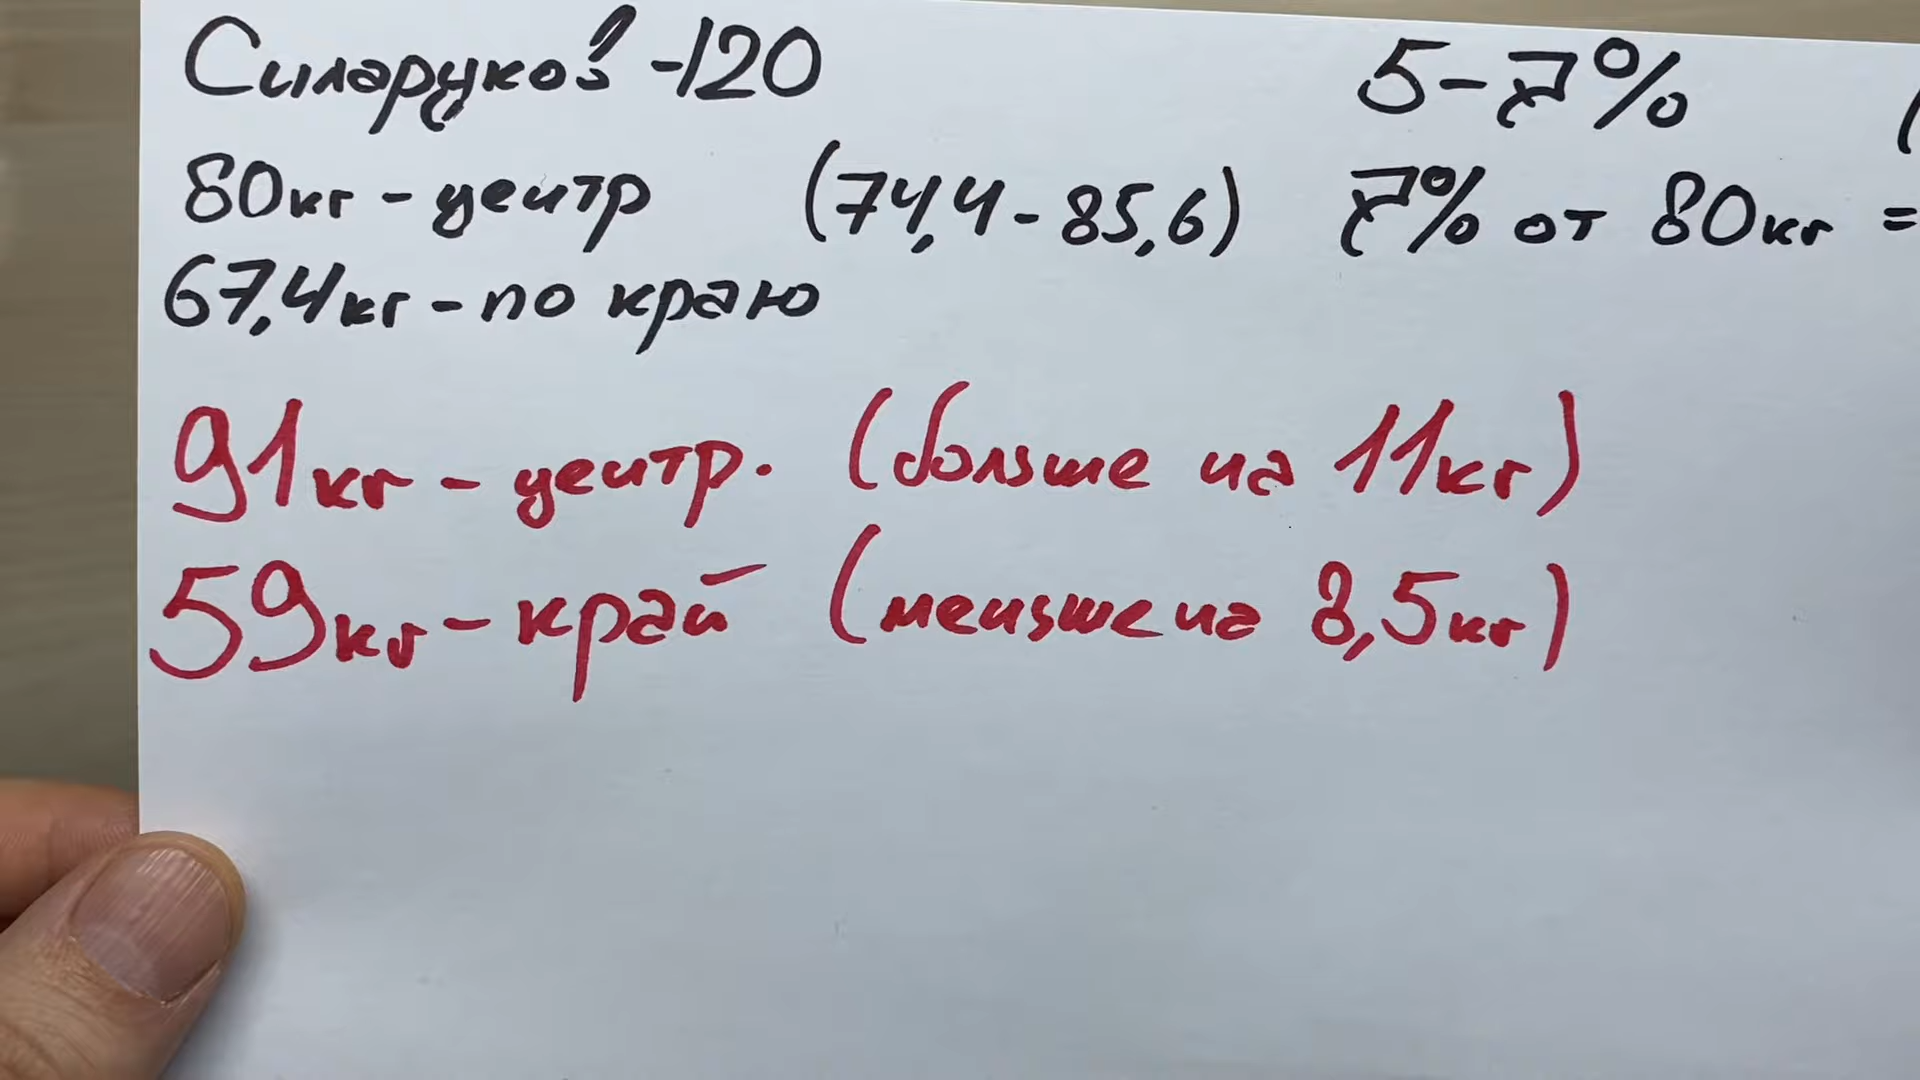 Силаруков -120 5-7% (
80кг - центр (74,4 - 85,6) 7% от 80кг =
67,4кг - по краю
91кг - центр. (больше на 11кг)
59кг - край (меньше на 8,5кг)